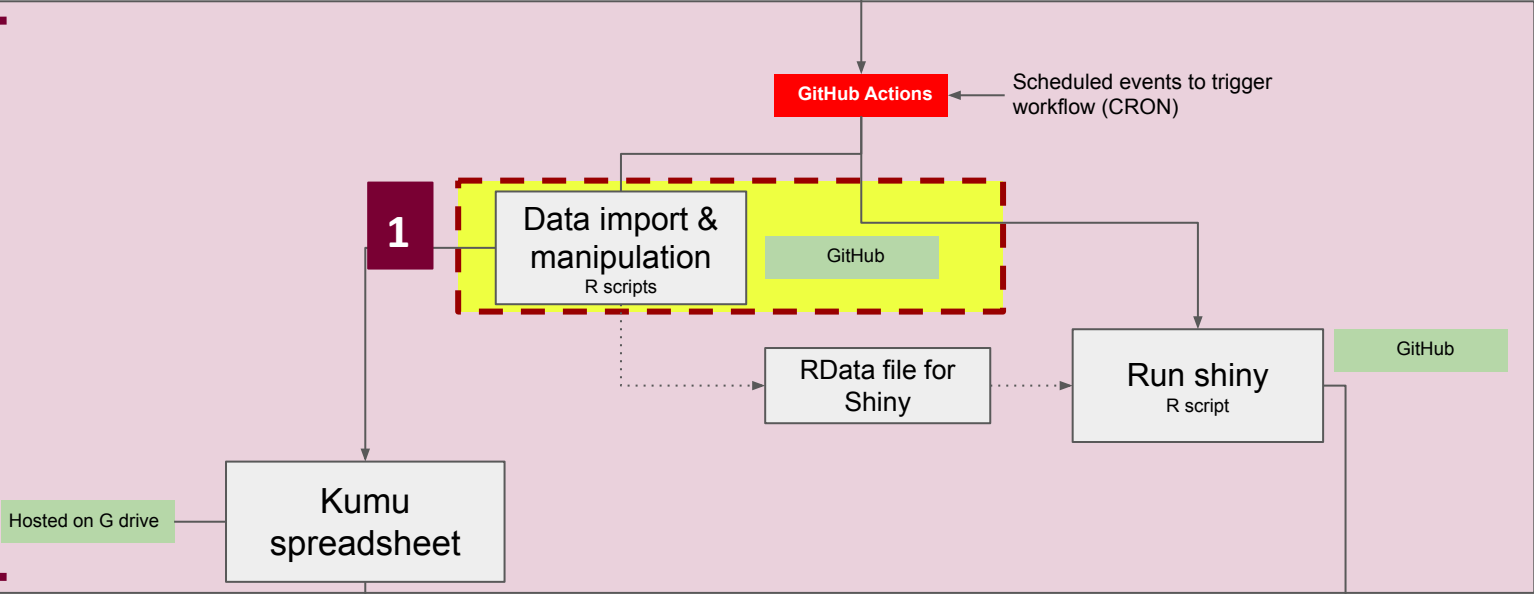 GitHub Actions
Scheduled events to trigger
workflow (CRON)
1
Data import &
manipulation
R scripts
GitHub
RData file for
Shiny
Run shiny
R script
GitHub
Kumu
spreadsheet
Hosted on G drive